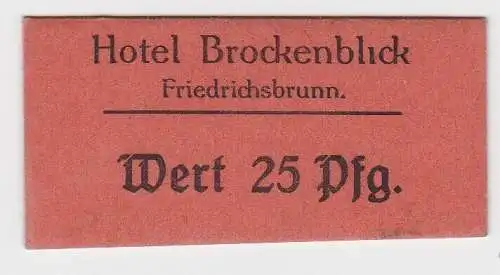 Hotel Brockenblick
Friedrichsbrunn.
Wert 25 Pfg.